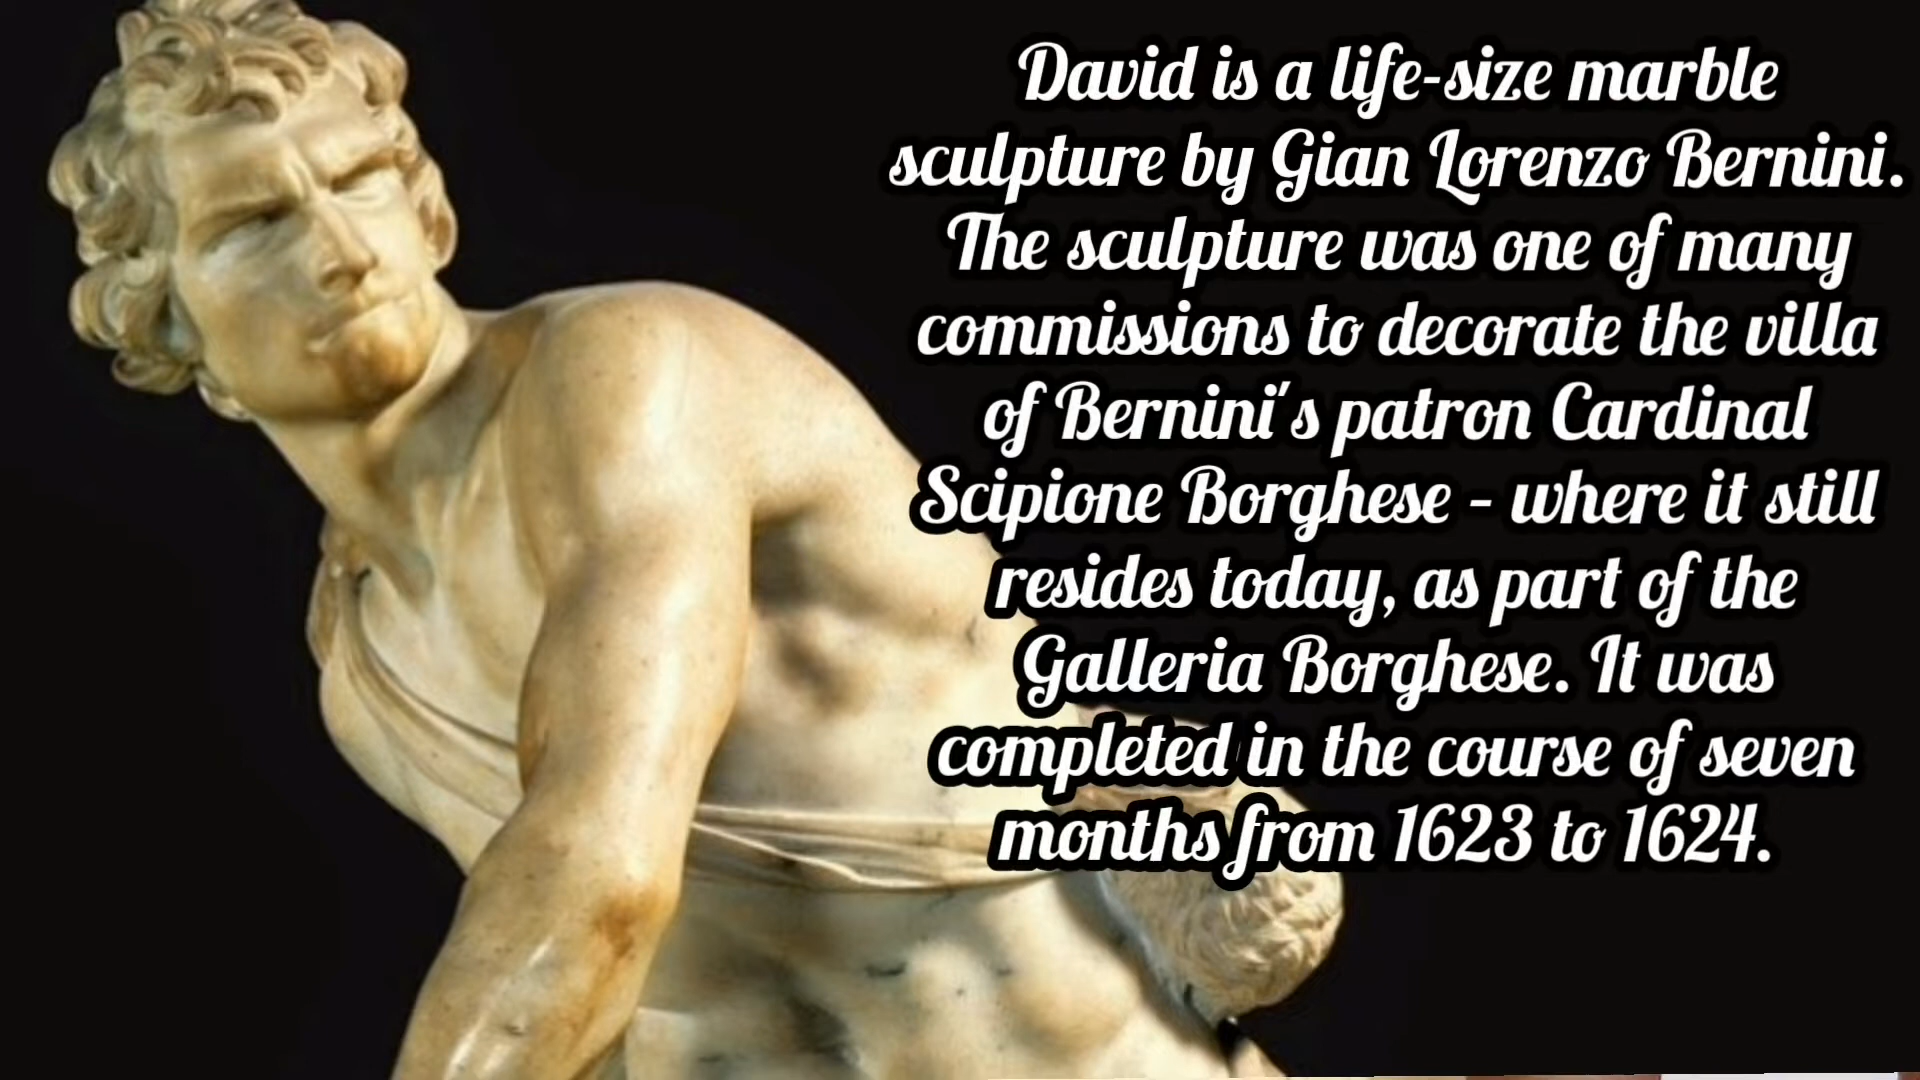 David is a life-size marble
sculpture by Gian Lorenzo Bernini.
The sculpture was one of many
commissions to decorate the villa
of Bernini's patron Cardinal
Scipione Borghese – where it still
resides today, as part of the
Galleria Borghese. It was
completed in the course of seven
months from 1623 to 1624.